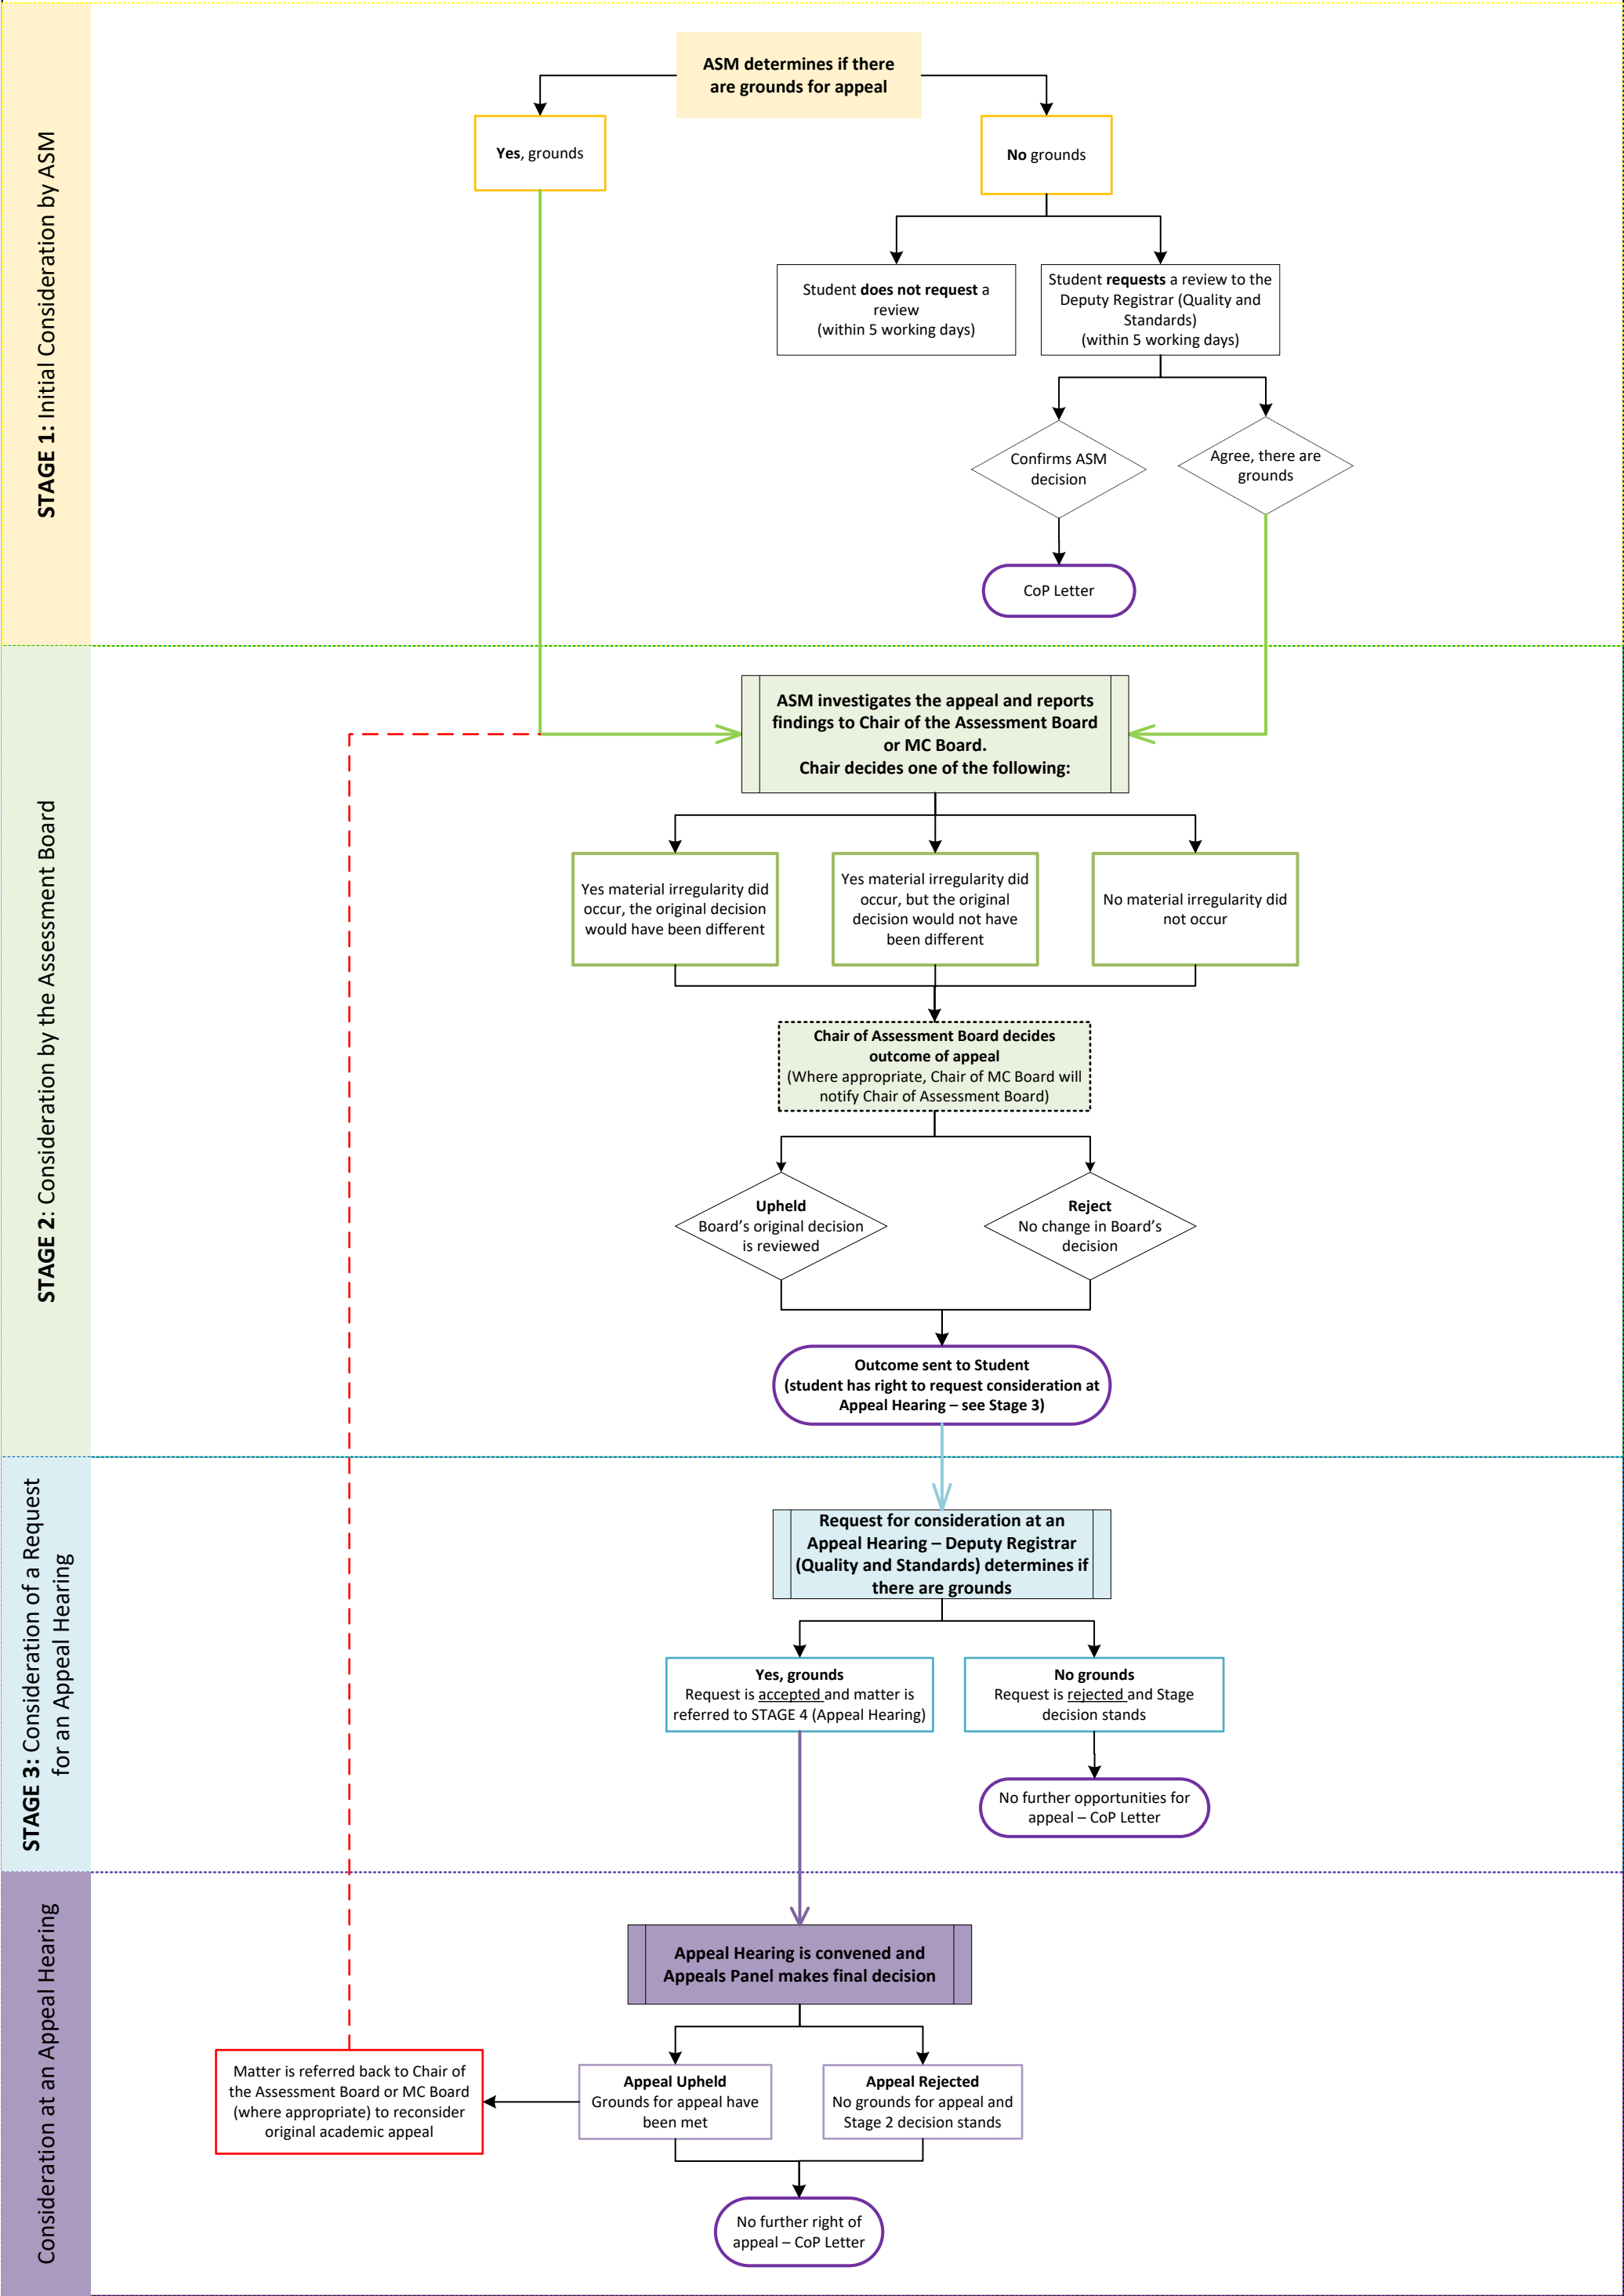 STAGE 1: Initial Consideration by ASM
ASM determines if there
are grounds for appeal
Yes, grounds
No grounds
Student does not request a
review
(within 5 working days)
Student requests a review to the
Deputy Registrar (Quality and
Standards)
(within 5 working days)
Confirms ASM
decision
Agree, there are
grounds
CoP Letter
STAGE 2: Consideration by the Assessment Board
ASM investigates the appeal and reports
findings to Chair of the Assessment Board
or MC Board.
Chair decides one of the following:
Yes material irregularity did
occur, the original decision
would have been different
Yes material irregularity did
occur, but the original
decision would not have
been different
No material irregularity did
not occur
Chair of Assessment Board decides
outcome of appeal
(Where appropriate, Chair of MC Board will
notify Chair of Assessment Board)
Upheld
Board's original decision
is reviewed
Reject
No change in Board's
decision
Outcome sent to Student
(student has right to request consideration at
Appeal Hearing – see Stage 3)
STAGE 3: Consideration of a Request
for an Appeal Hearing
Request for consideration at an
Appeal Hearing – Deputy Registrar
(Quality and Standards) determines if
there are grounds
Yes, grounds
Request is accepted and matter is
referred to STAGE 4 (Appeal Hearing)
No grounds
Request is rejected and Stage
decision stands
No further opportunities for
appeal – CoP Letter
Consideration at an Appeal Hearing
Appeal Hearing is convened and
Appeals Panel makes final decision
Matter is referred back to Chair of
the Assessment Board or MC Board
(where appropriate) to reconsider
original academic appeal
Appeal Upheld
Grounds for appeal have
been met
Appeal Rejected
No grounds for appeal and
Stage 2 decision stands
No further right of
appeal – CoP Letter